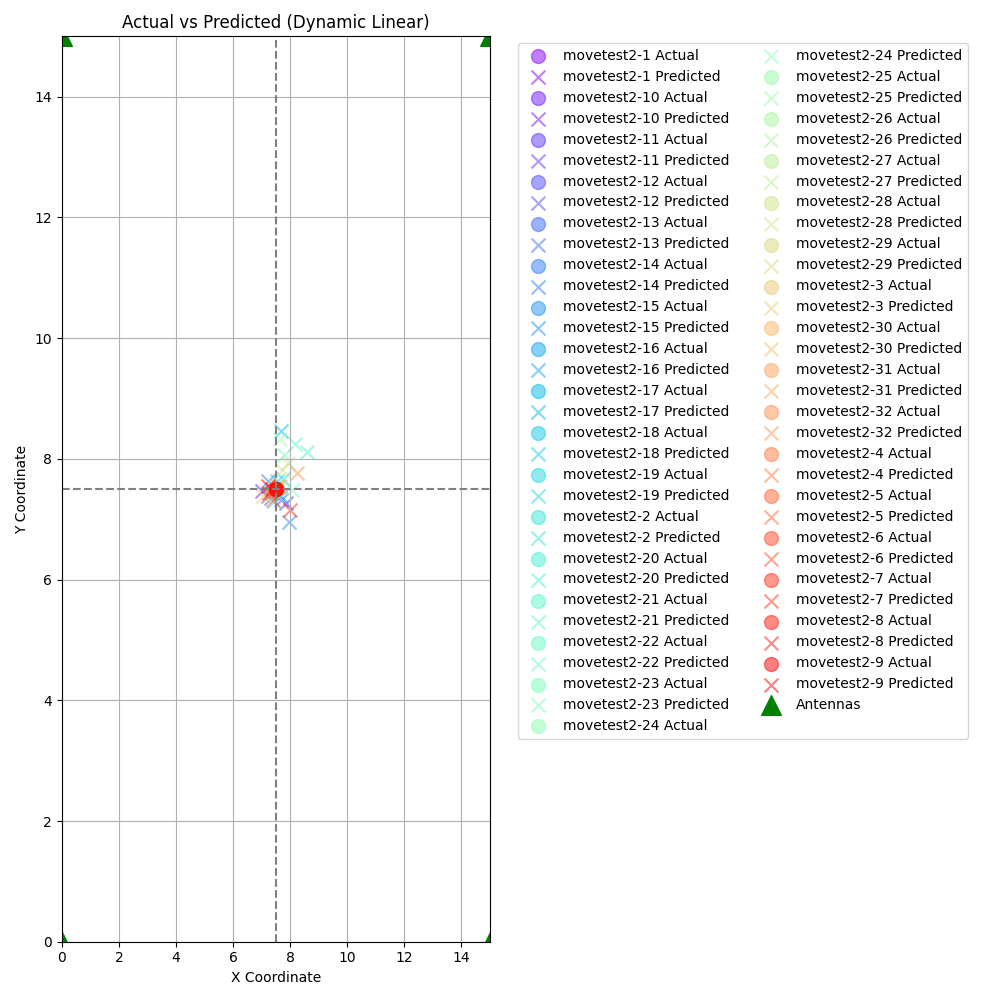 Actual vs Predicted (Dynamic Linear)
Y Coordinate
14
12
10
8
6
4
2
0
0 2 4 6 8 10 12 14
X Coordinate
movetest2-1 Actual
movetest2-1 Predicted
movetest2-10 Actual
movetest2-10 Predicted
movetest2-11 Actual
movetest2-11 Predicted
movetest2-12 Actual
movetest2-12 Predicted
movetest2-13 Actual
movetest2-13 Predicted
movetest2-14 Actual
movetest2-14 Predicted
movetest2-15 Actual
movetest2-15 Predicted
movetest2-16 Actual
movetest2-16 Predicted
movetest2-17 Actual
movetest2-17 Predicted
movetest2-18 Actual
movetest2-18 Predicted
movetest2-19 Actual
movetest2-19 Predicted
movetest2-2 Actual
movetest2-2 Predicted
movetest2-20 Actual
movetest2-20 Predicted
movetest2-21 Actual
movetest2-21 Predicted
movetest2-22 Actual
movetest2-22 Predicted
movetest2-23 Actual
movetest2-23 Predicted
movetest2-24 Actual
movetest2-24 Predicted
movetest2-25 Actual
movetest2-25 Predicted
movetest2-26 Actual
movetest2-26 Predicted
movetest2-27 Actual
movetest2-27 Predicted
movetest2-28 Actual
movetest2-28 Predicted
movetest2-29 Actual
movetest2-29 Predicted
movetest2-3 Actual
movetest2-3 Predicted
movetest2-30 Actual
movetest2-30 Predicted
movetest2-31 Actual
movetest2-31 Predicted
movetest2-32 Actual
movetest2-32 Predicted
movetest2-4 Actual
movetest2-4 Predicted
movetest2-5 Actual
movetest2-5 Predicted
movetest2-6 Actual
movetest2-6 Predicted
movetest2-7 Actual
movetest2-7 Predicted
movetest2-8 Actual
movetest2-8 Predicted
movetest2-9 Actual
movetest2-9 Predicted
Antennas